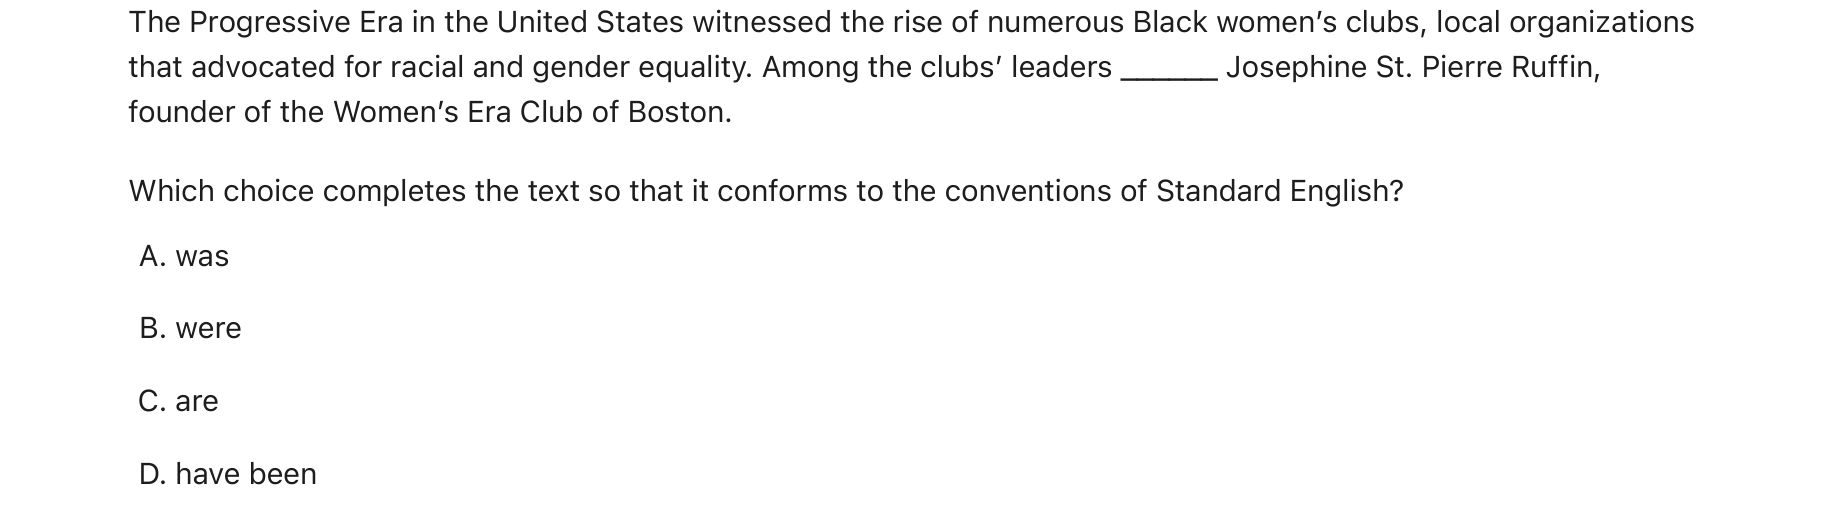 The Progressive Era in the United States witnessed the rise of numerous Black women’s clubs, local organizations
that advocated for racial and gender equality. Among the clubs’ leaders ______ Josephine St. Pierre Ruffin,
founder of the Women’s Era Club of Boston.
Which choice completes the text so that it conforms to the conventions of Standard English?
A. was
B. were
C. are
D. have been